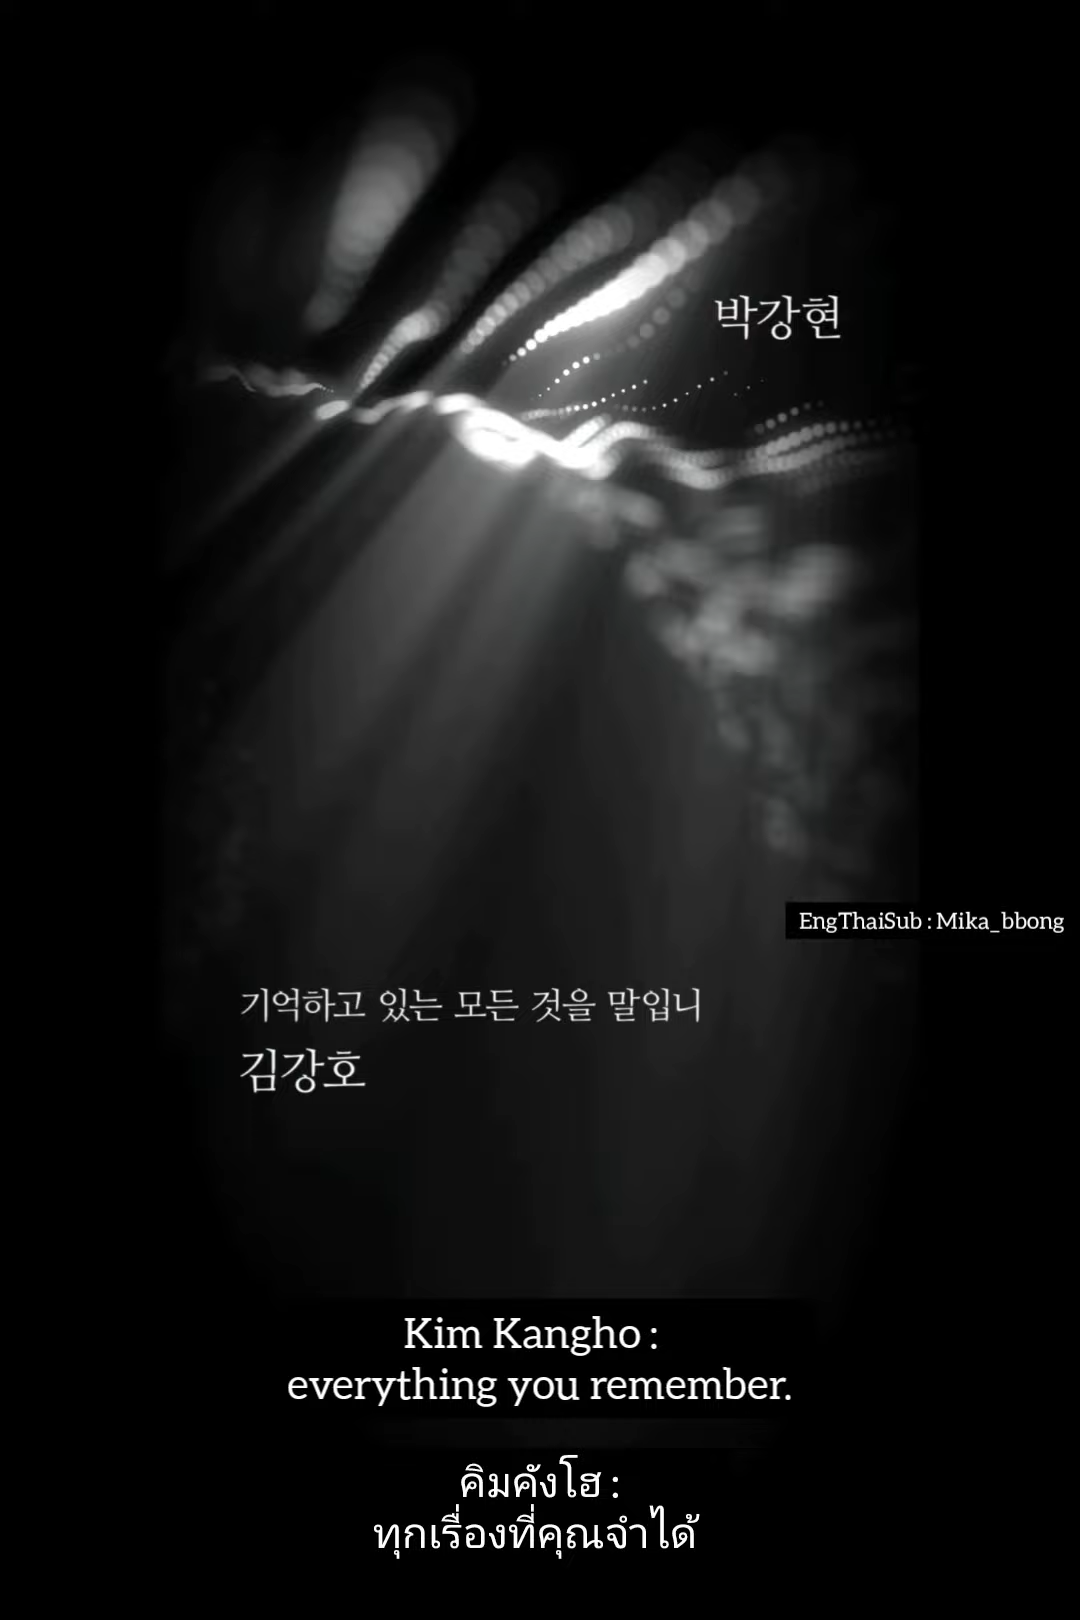 박강현
EngThaiSub : Mika_bbong
기억하고 있는 모든 것을 말입니
김강호
Kim Kangho :
everything you remember.
คิมคังโฮ :
ทุกเรื่องที่คุณจำได้